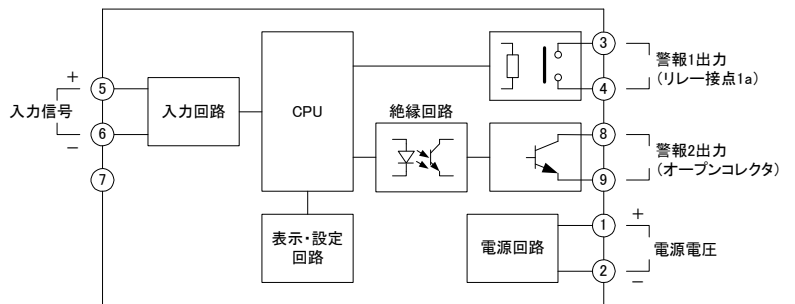 +
5
入力信号
6
−
7
入力回路
CPU
絶縁回路
表示・設定
回路
3
4
警報1出力
(リレー接点1a)
8
9
警報2出力
(オープンコレクタ)
電源回路
1
2
+
電源電圧
−